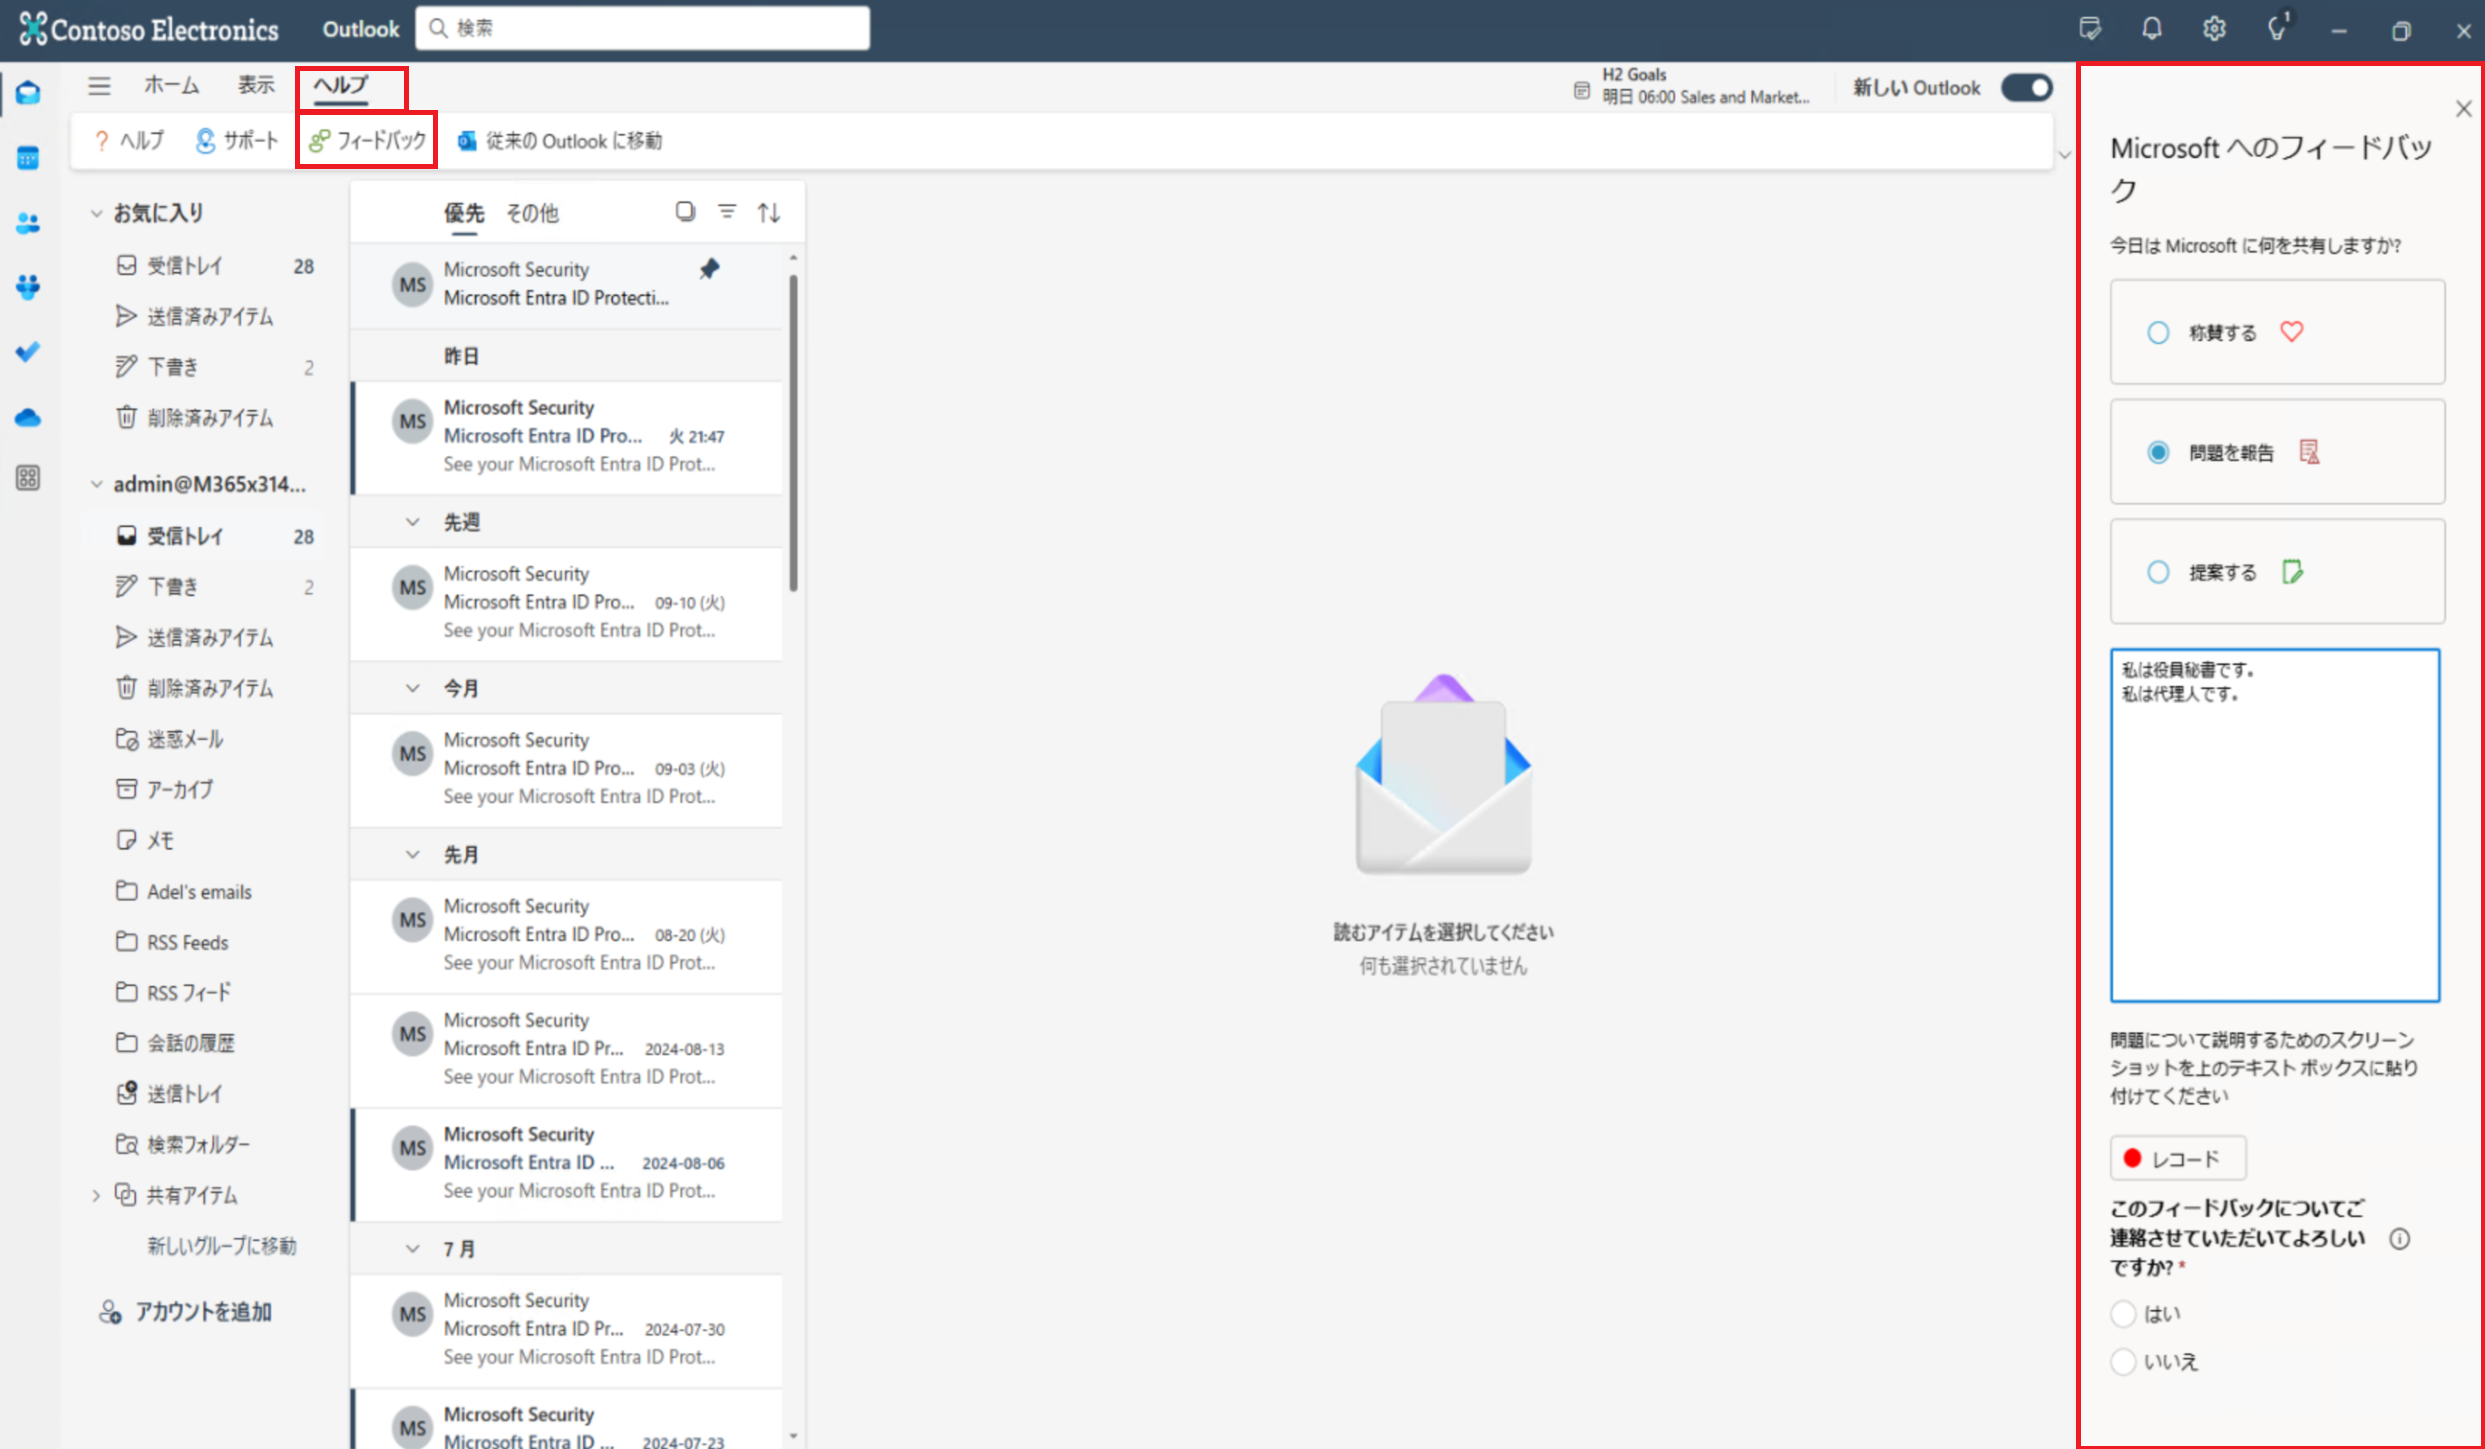 Contoso Electronics
Outlook
検索
1
ホーム
表示
ヘルプ
H2 Goals
明日 06:00 Sales and Market...
新しい Outlook
ヘルプ
サポート
フィードバック
従来の Outlook に移動
お気に入り
受信トレイ 28
送信済みアイテム
下書き 2
削除済みアイテム
admin@M365x314...
受信トレイ 28
下書き 2
送信済みアイテム
削除済みアイテム
迷惑メール
アーカイブ
メモ
Adel's emails
RSS Feeds
RSS フィード
会話の履歴
送信トレイ
検索フォルダー
共有アイテム
新しいグループに移動
アカウントを追加
優先 その他
MS
Microsoft Security
Microsoft Entra ID Protecti...
昨日
MS
Microsoft Security
Microsoft Entra ID Pro... 火 21:47
See your Microsoft Entra ID Prot...
先週
MS
Microsoft Security
Microsoft Entra ID Pro... 09-10 (火)
See your Microsoft Entra ID Prot...
今月
MS
Microsoft Security
Microsoft Entra ID Pro... 09-03 (火)
See your Microsoft Entra ID Prot...
先月
MS
Microsoft Security
Microsoft Entra ID Pro... 08-20 (火)
See your Microsoft Entra ID Prot...
MS
Microsoft Security
Microsoft Entra ID Pr... 2024-08-13
See your Microsoft Entra ID Prot...
MS
Microsoft Security
Microsoft Entra ID ... 2024-08-06
See your Microsoft Entra ID Prot...
7 月
MS
Microsoft Security
Microsoft Entra ID Pr... 2024-07-30
See your Microsoft Entra ID Prot...
MS
Microsoft Security
Microsoft Entra ID ... 2024-07-23
読むアイテムを選択してください
何も選択されていません
Microsoft へのフィードバッ
ク
今日は Microsoft に何を共有しますか?
称賛する
問題を報告
提案する
私は役員秘書です。
私は代理人です。
問題について説明するためのスクリーン
ショットを上のテキスト ボックスに貼り
付けてください
レコード
このフィードバックについてご
連絡させていただいてよろしい
ですか? *
はい
いいえ